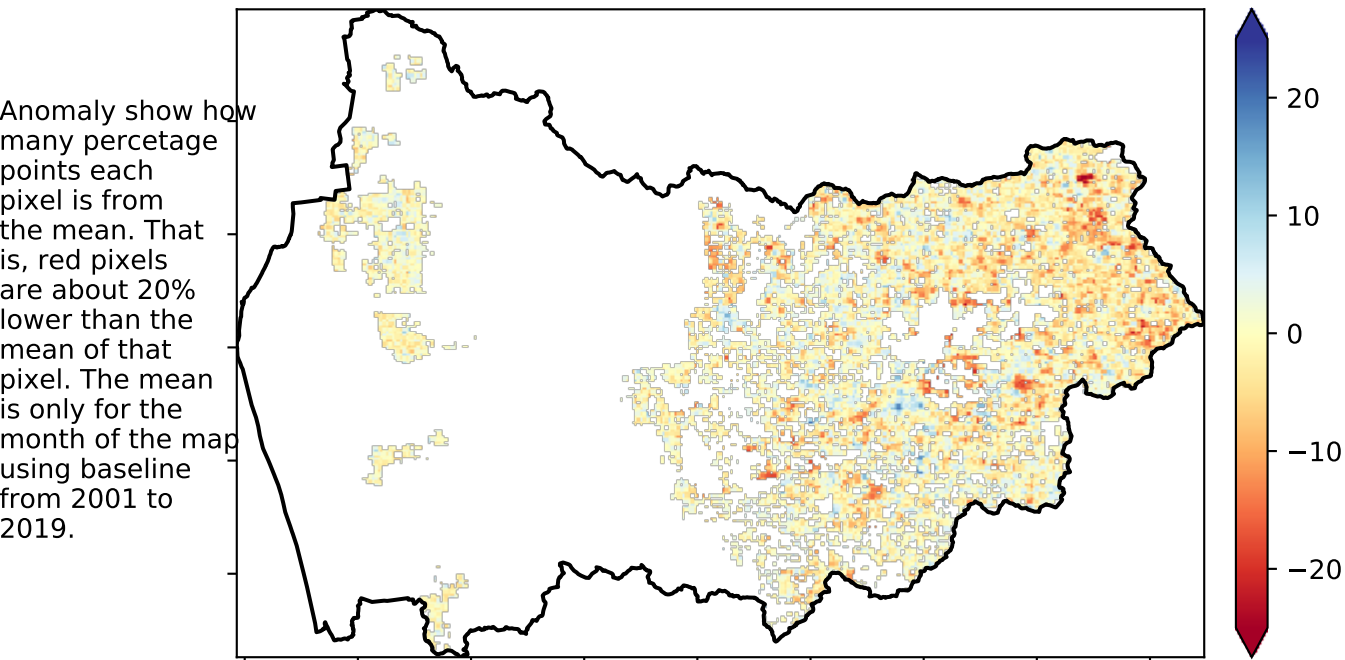 Anomaly show how
many percetage
points each
pixel is from
the mean. That
is, red pixels
are about 20%
lower than the
mean of that
pixel. The mean
is only for the
month of the map
using baseline
from 2001 to
2019.
20
10
0
−10
−20